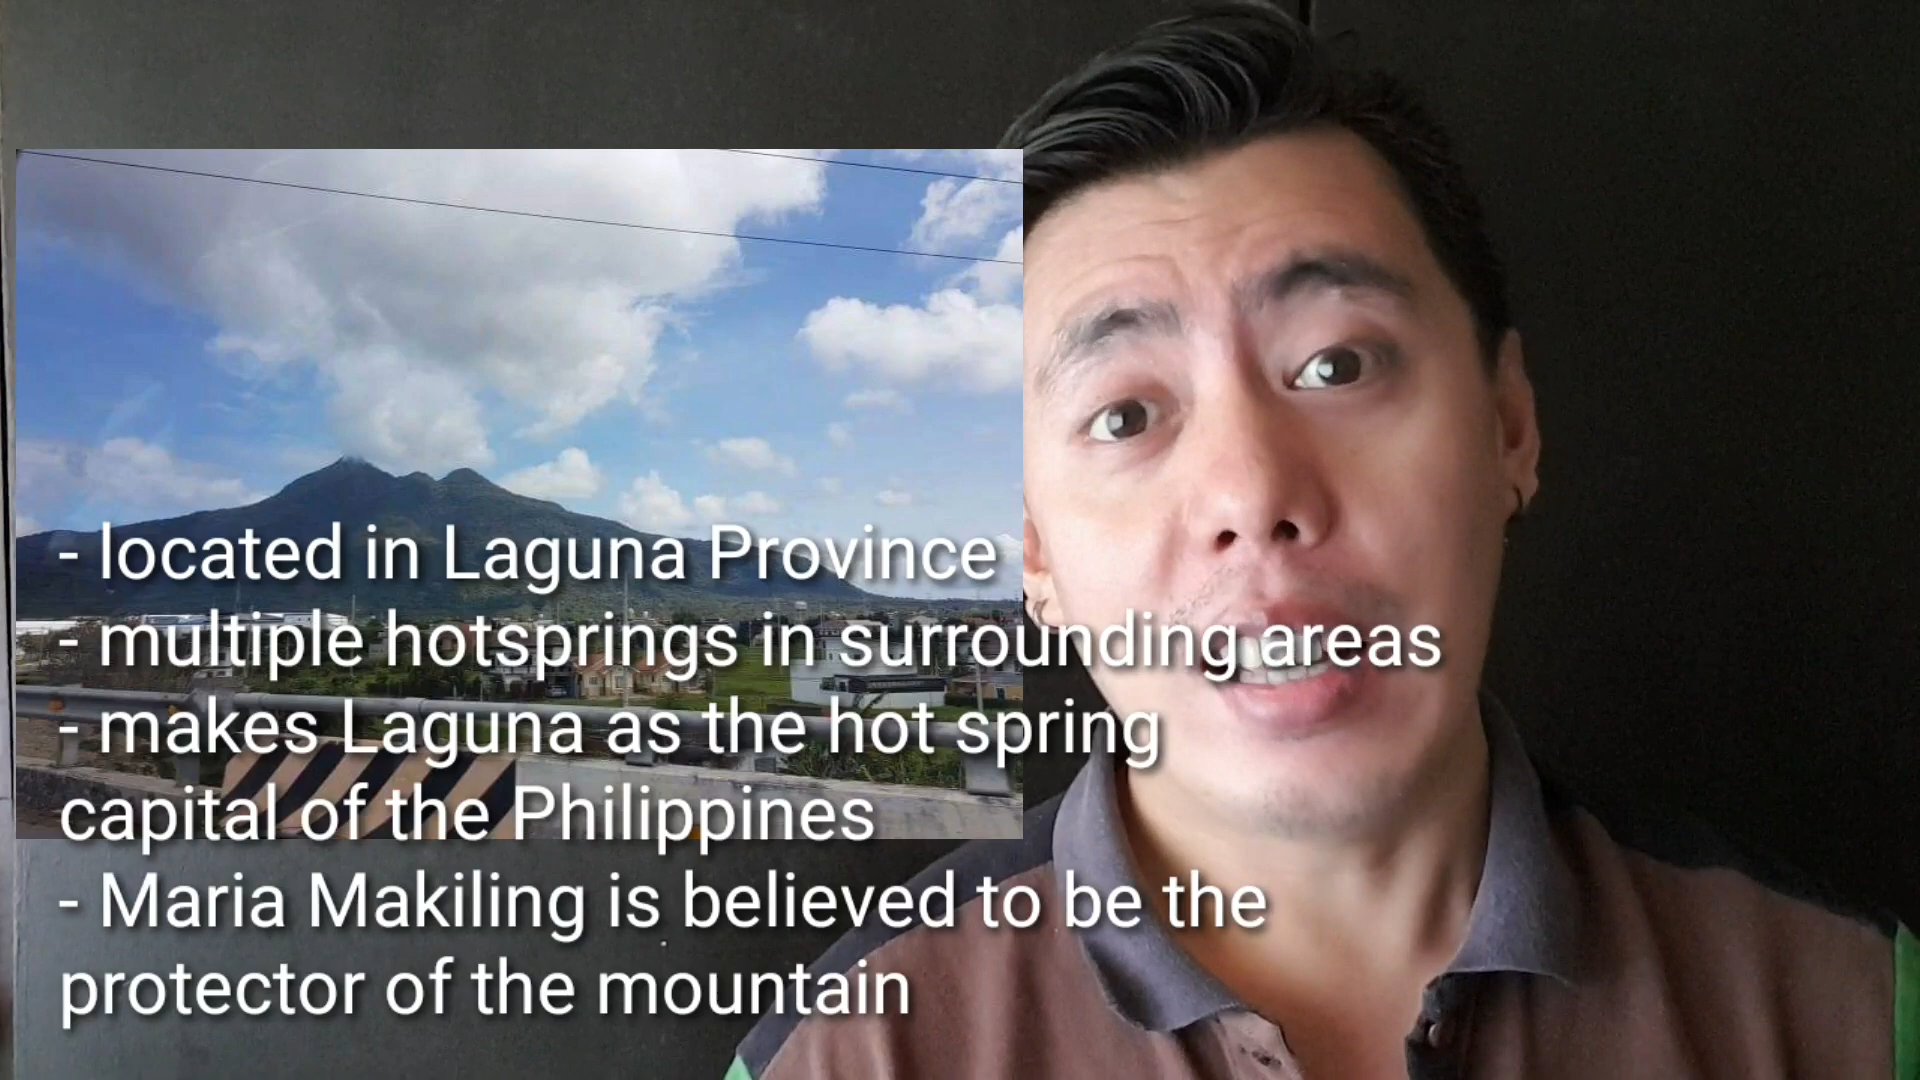 - located in Laguna Province
- multiple hotsprings in surrounding areas
- makes Laguna as the hot spring
capital of the Philippines
- Maria Makiling is believed to be the
protector of the mountain